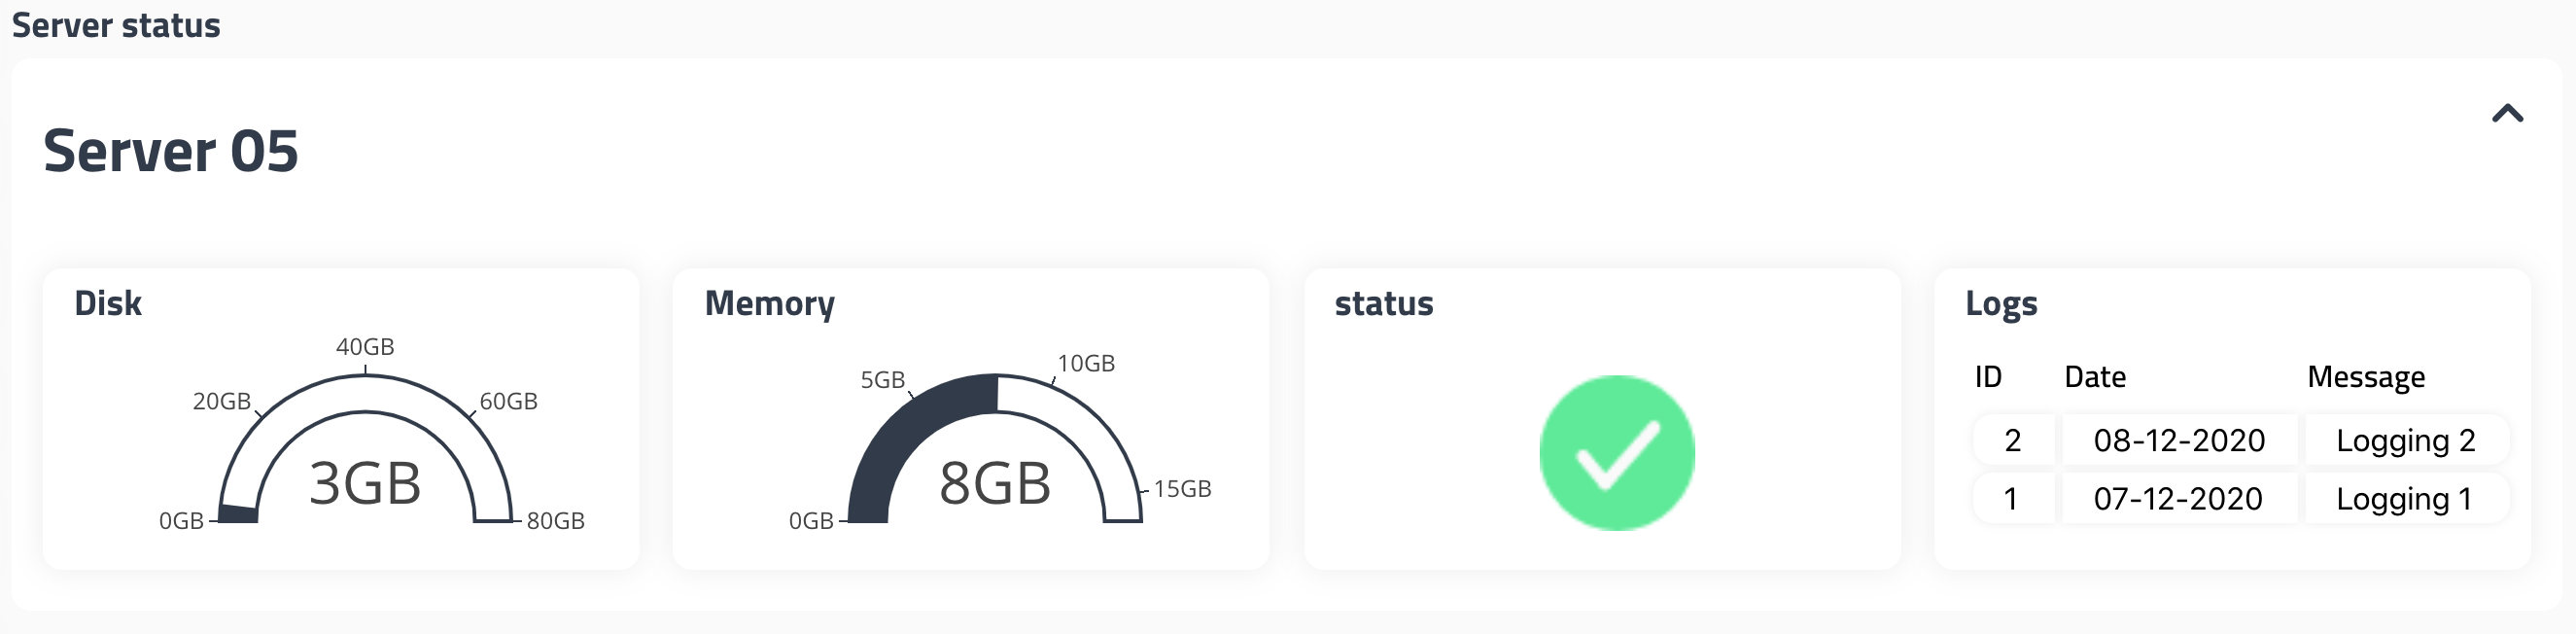 Server status
Server 05
Disk
40GB
20GB
60GB
3GB
0GB
80GB
Memory
10GB
5GB
8GB
15GB
0GB
status
Logs
ID Date Message
2 08-12-2020 Logging 2
1 07-12-2020 Logging 1